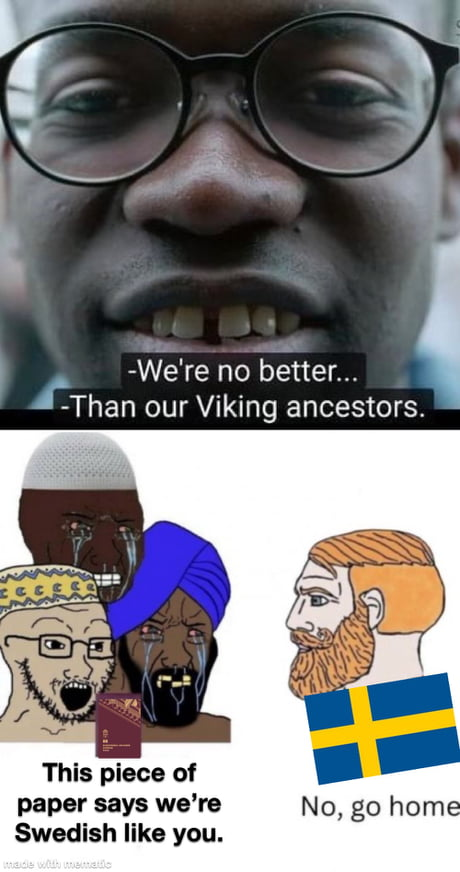 -We're no better...
-Than our Viking ancestors.
This piece of
paper says we're
Swedish like you.
No, go home
made with mematic